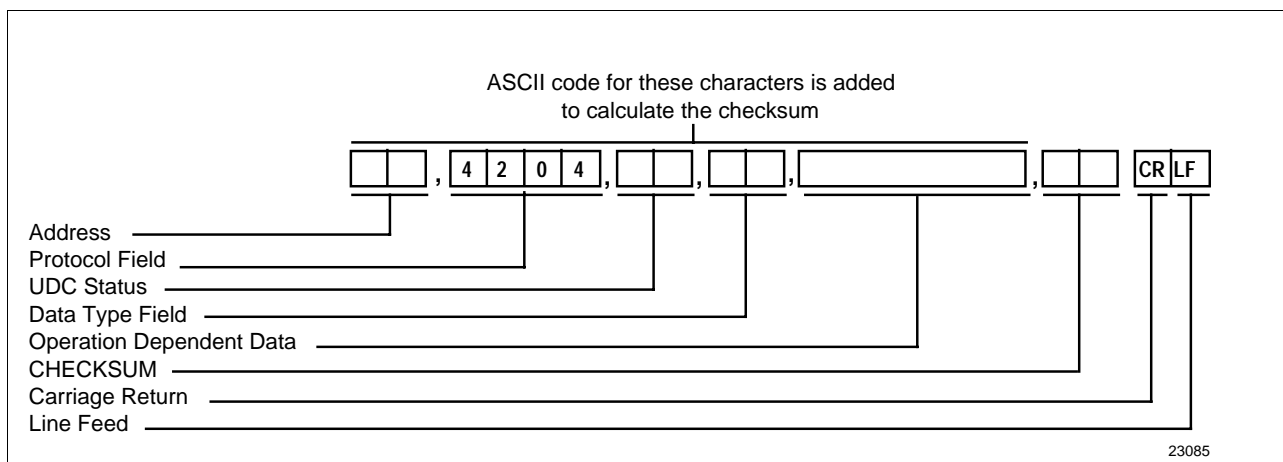 ASCII code for these characters is added
to calculate the checksum
, 4 2 0 4 , , , , CR LF
Address
Protocol Field
UDC Status
Data Type Field
Operation Dependent Data
CHECKSUM
Carriage Return
Line Feed
23085